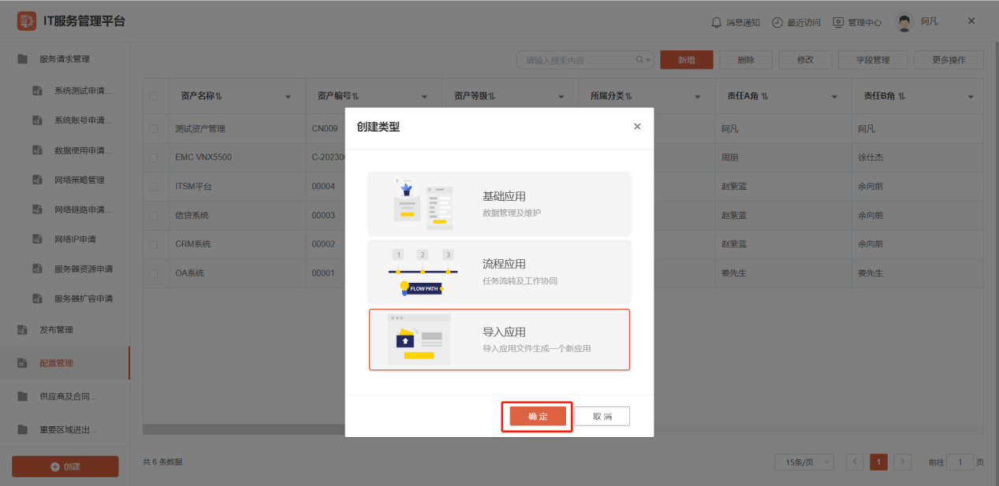 IT服务管理平台
消息通知
最近访问
管理中心
阿凡
服务请求管理
系统测试申请...
系统账号申请...
数据使用申请...
网络策略管理
网络链路申请...
网络IP申请
服务器资源申请
服务器扩容申请
发布管理
配置管理
供应商及合同...
重要区域进出...
创建
请输入搜索内容
新增
删除
修改
字段管理
更多操作
资产名称 资产编号 资产等级 所属分类 责任A角 责任B角
测试资产管理 CN009 阿凡 阿凡
EMC VNX5500 C-20230 周朋 徐仕杰
ITSM平台 00004 赵紫蓝 余向前
信贷系统 00003 赵紫蓝 余向前
CRM系统 00002 赵紫蓝 余向前
OA系统 00001 姜先生 姜先生
创建类型
基础应用
数据管理及维护
1 2 3
FLOW PATH
流程应用
任务流转及工作协同
导入应用
导入应用文件生成一个新应用
确定
取消
共 6 条数据
15条/页
1
前往 1 页